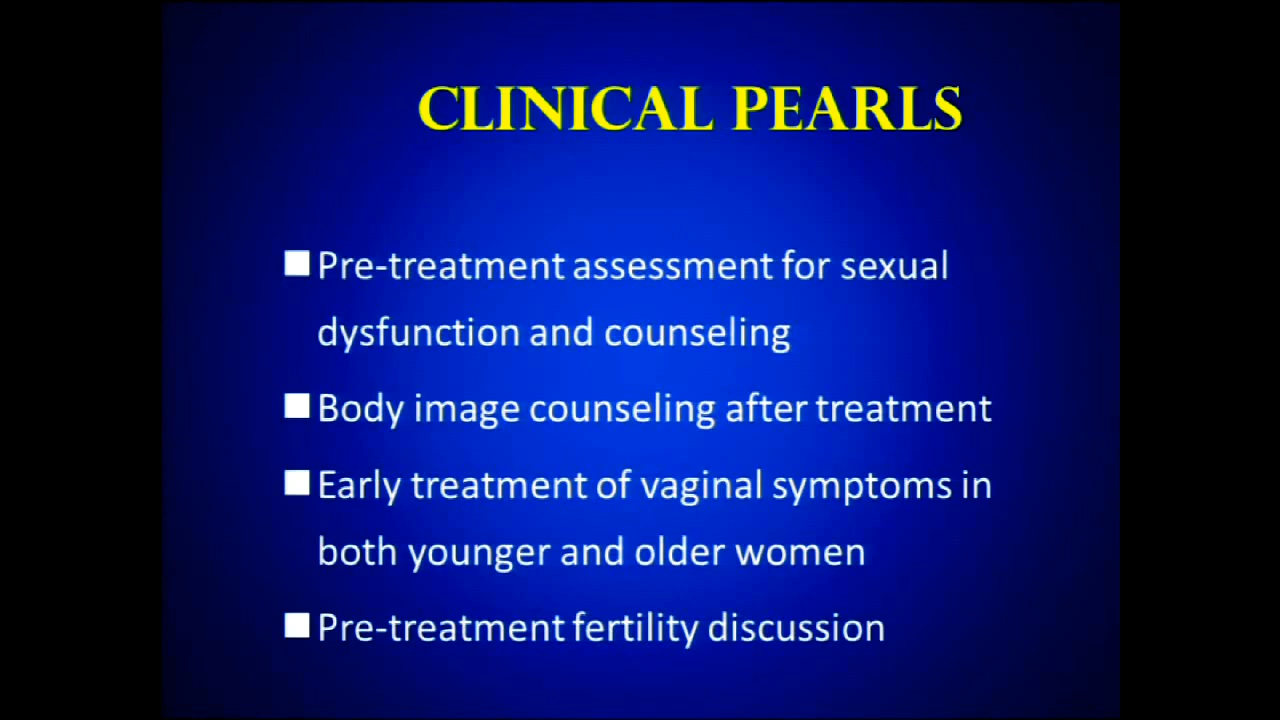 CLINICAL PEARLS
Pre-treatment assessment for sexual
dysfunction and counseling
Body image counseling after treatment
Early treatment of vaginal symptoms in
both younger and older women
Pre-treatment fertility discussion